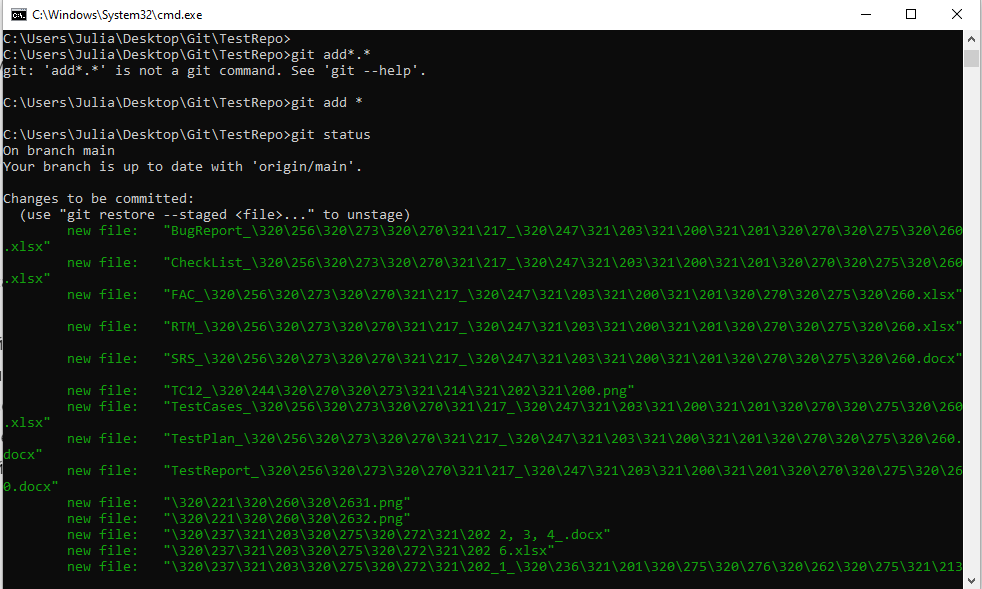 C:\Windows\System32\cmd.exe
C:\Users\Julia\Desktop\Git\TestRepo>
C:\Users\Julia\Desktop\Git\TestRepo>git add*.*
git: 'add*.*' is not a git command. See 'git --help'.
C:\Users\Julia\Desktop\Git\TestRepo>git add *
C:\Users\Julia\Desktop\Git\TestRepo>git status
On branch main
Your branch is up to date with 'origin/main'.
Changes to be committed:
(use "git restore --staged <file>..." to unstage)
new file: "BugReport_\320\256\320\273\320\270\321\217_\320\247\321\203\321\200\321\201\320\270\320\275\320\260
.xlsx"
new file: "CheckList_\320\256\320\273\320\270\321\217_\320\247\321\203\321\200\321\201\320\270\320\275\320\260
.xlsx"
new file: "FAC_\320\256\320\273\320\270\321\217_\320\247\321\203\321\200\321\201\320\270\320\275\320\260.xlsx"
new file: "RTM_\320\256\320\273\320\270\321\217_\320\247\321\203\321\200\321\201\320\270\320\275\320\260.xlsx"
new file: "SRS_\320\256\320\273\320\270\321\217_\320\247\321\203\321\200\321\201\320\270\320\275\320\260.docx"
new file: "TC12_\320\244\320\270\320\273\321\214\321\202\321\200.png"
new file: "TestCases_\320\256\320\273\320\270\321\217_\320\247\321\203\321\200\321\201\320\270\320\275\320\260
.xlsx"
new file: "TestPlan_\320\256\320\273\320\270\321\217_\320\247\321\203\321\200\321\201\320\270\320\275\320\260.
docx"
new file: "TestReport_\320\256\320\273\320\270\321\217_\320\247\321\203\321\200\321\201\320\270\320\275\320\26
0.docx"
new file: "\320\221\320\260\320\2631.png"
new file: "\320\221\320\260\320\2632.png"
new file: "\320\237\321\203\320\275\320\272\321\202 2, 3, 4_.docx"
new file: "\320\237\321\203\320\275\320\272\321\202 6.xlsx"
new file: "\320\237\321\203\320\275\320\272\321\202_1_\320\236\321\201\320\275\320\276\320\262\320\275\321\213